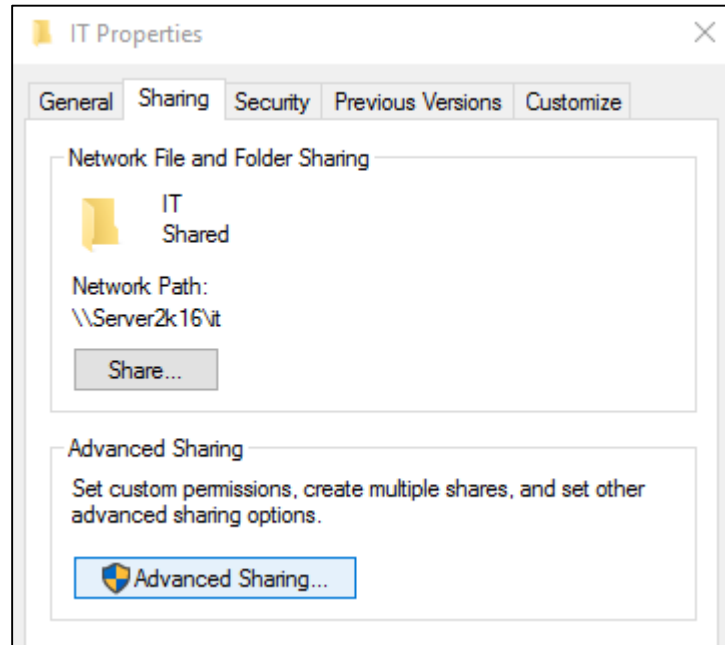 IT Properties
General Sharing Security Previous Versions Customize
Network File and Folder Sharing
IT
Shared
Network Path:
\\Server2k16\it
Share...
Advanced Sharing
Set custom permissions, create multiple shares, and set other
advanced sharing options.
Advanced Sharing...